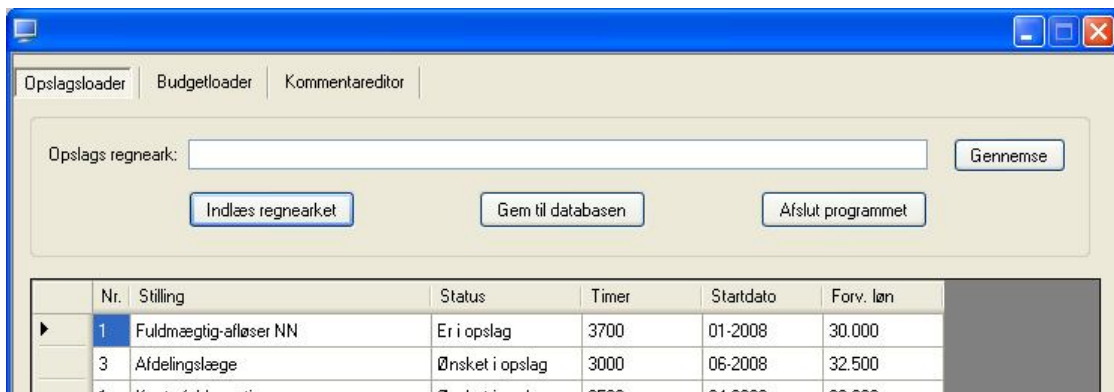 Opslagsloader Budgetloader Kommentareditor
Opslags regneark: Gennemse
Indlæs regnearket Gem til databasen Afslut programmet
Nr. Stilling Status Timer Startdato Forv. løn
1 Fuldmægtig-afløser NN Er i opslag 3700 01-2008 30.000
3 Afdelingslæge Ønsket i opslag 3000 06-2008 32.500